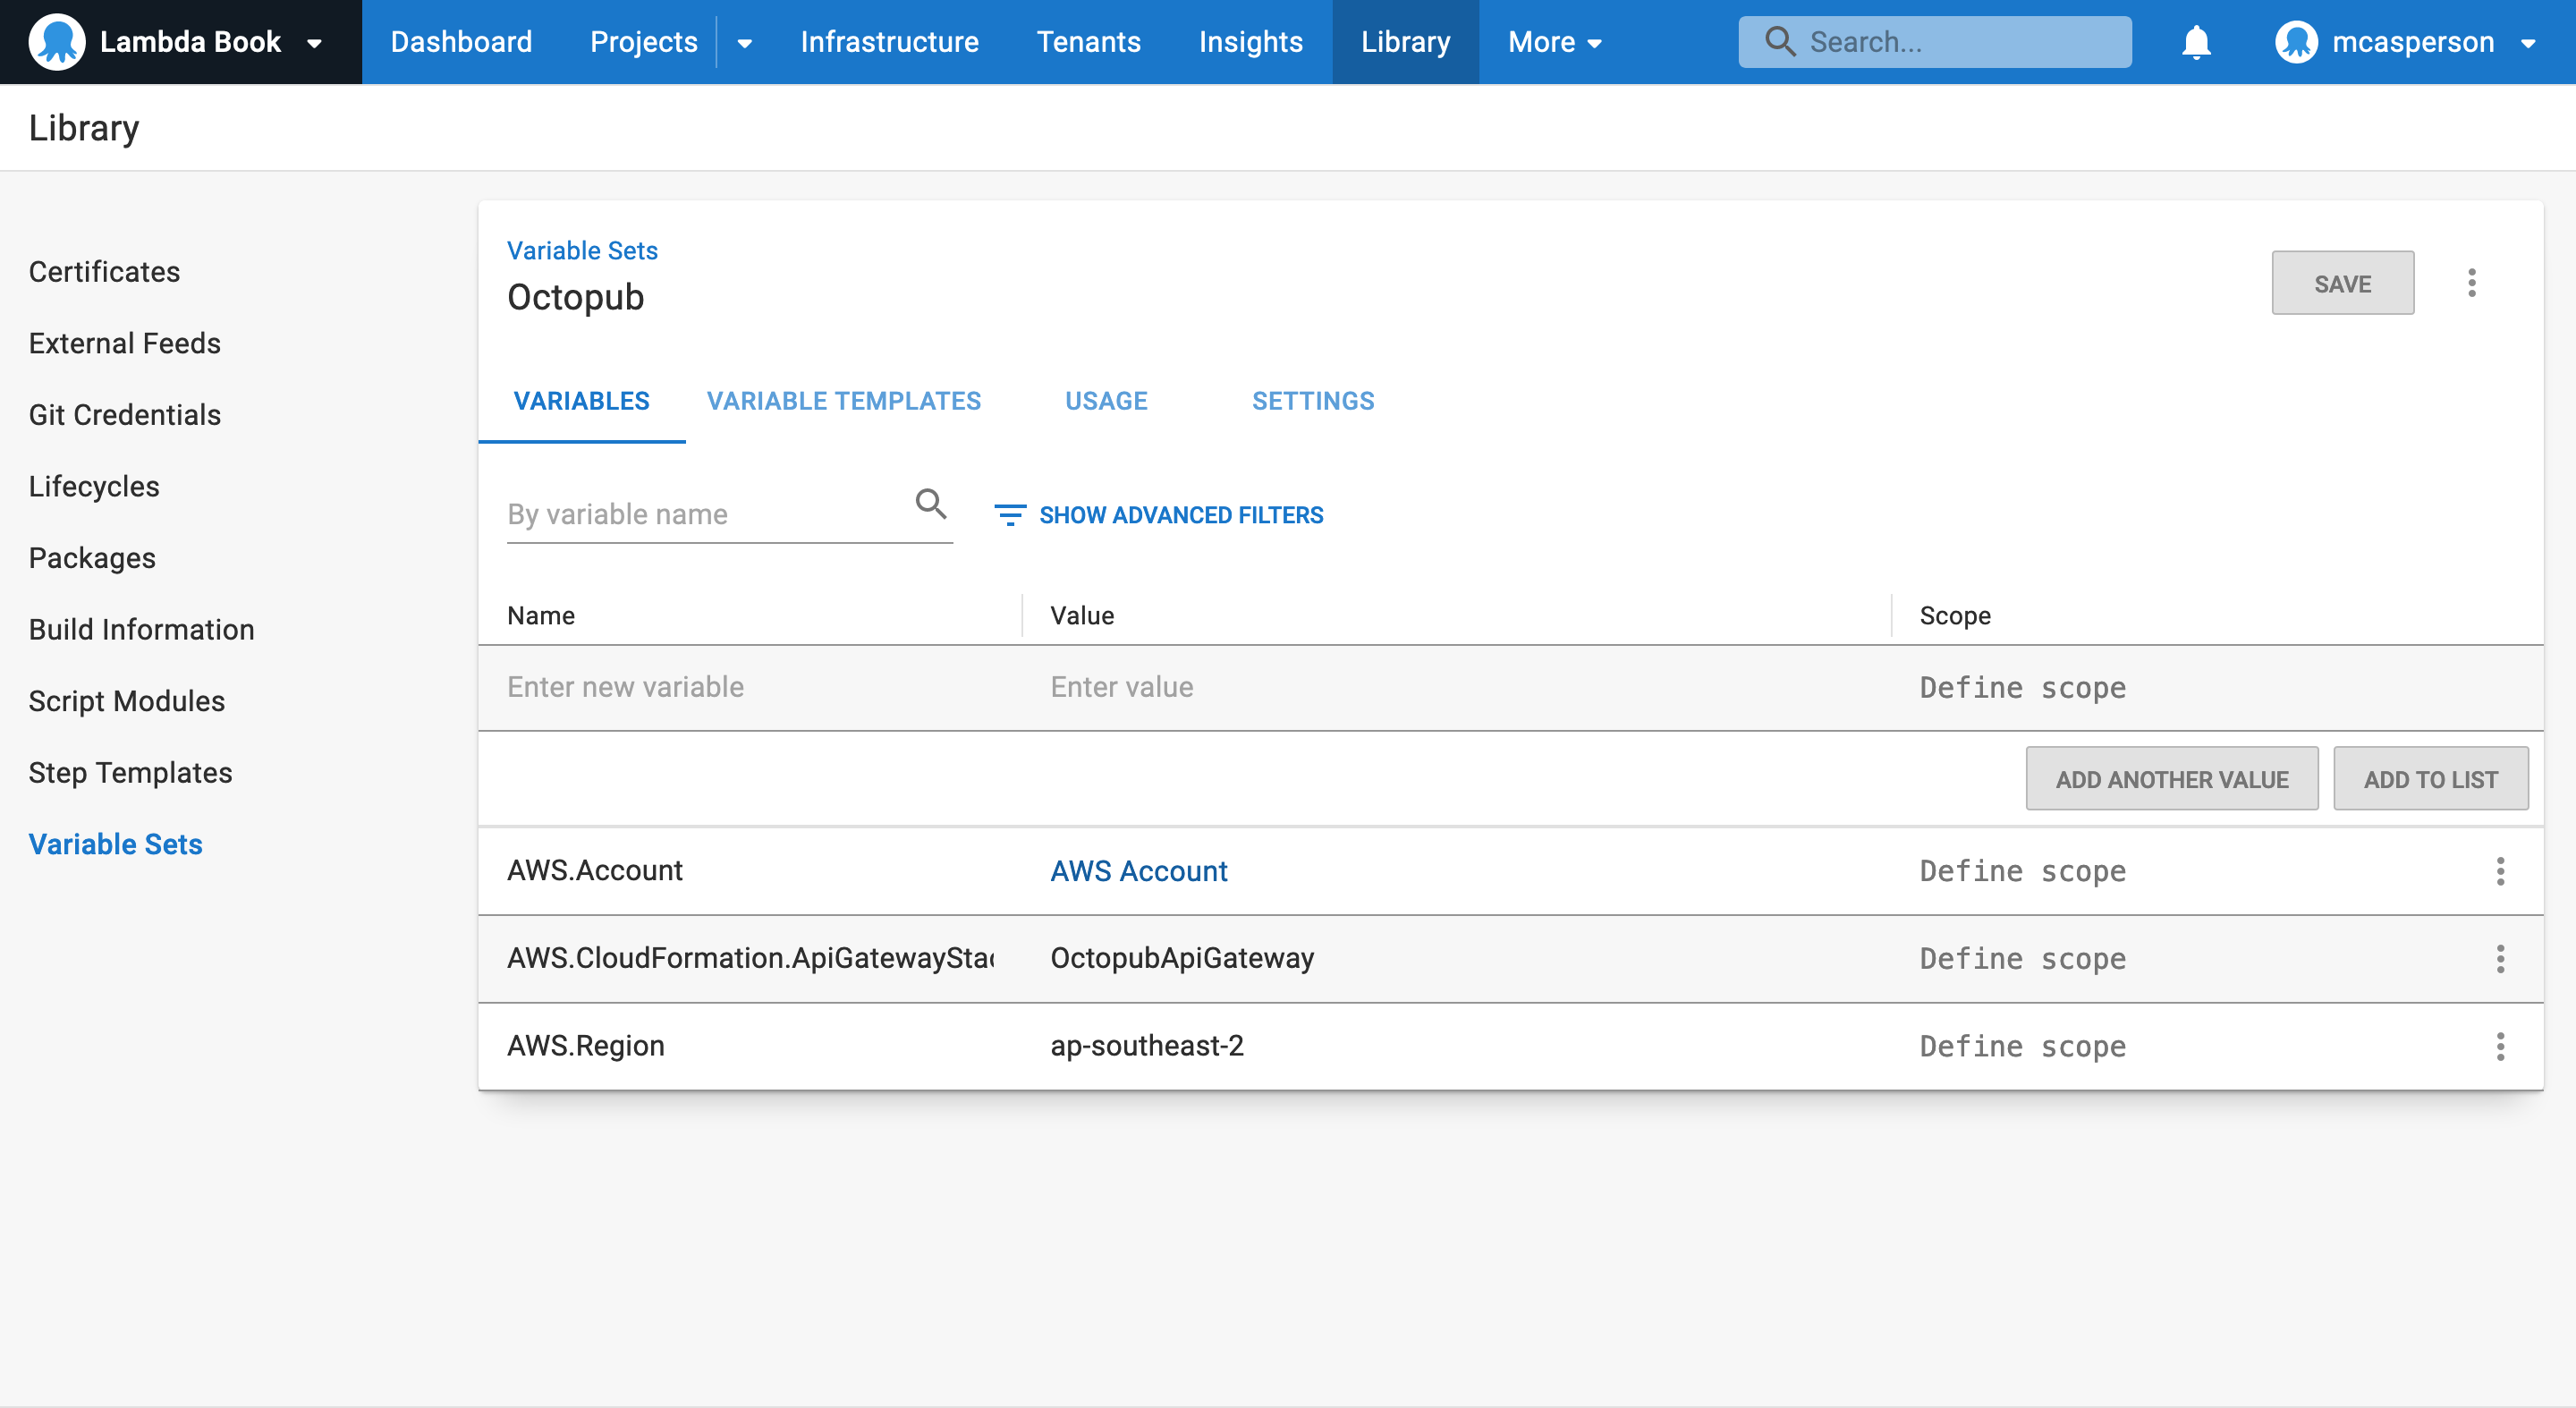 Lambda Book
Dashboard Projects Infrastructure Tenants Insights Library More Search... mcasperson
Library
Certificates
External Feeds
Git Credentials
Lifecycles
Packages
Build Information
Script Modules
Step Templates
Variable Sets
Variable Sets
Octopub
SAVE
VARIABLES VARIABLE TEMPLATES USAGE SETTINGS
By variable name SHOW ADVANCED FILTERS
Name Value Scope
Enter new variable Enter value Define scope
ADD ANOTHER VALUE ADD TO LIST
AWS.Account AWS Account Define scope
AWS.CloudFormation.ApiGatewayStac OctopubApiGateway Define scope
AWS.Region ap-southeast-2 Define scope